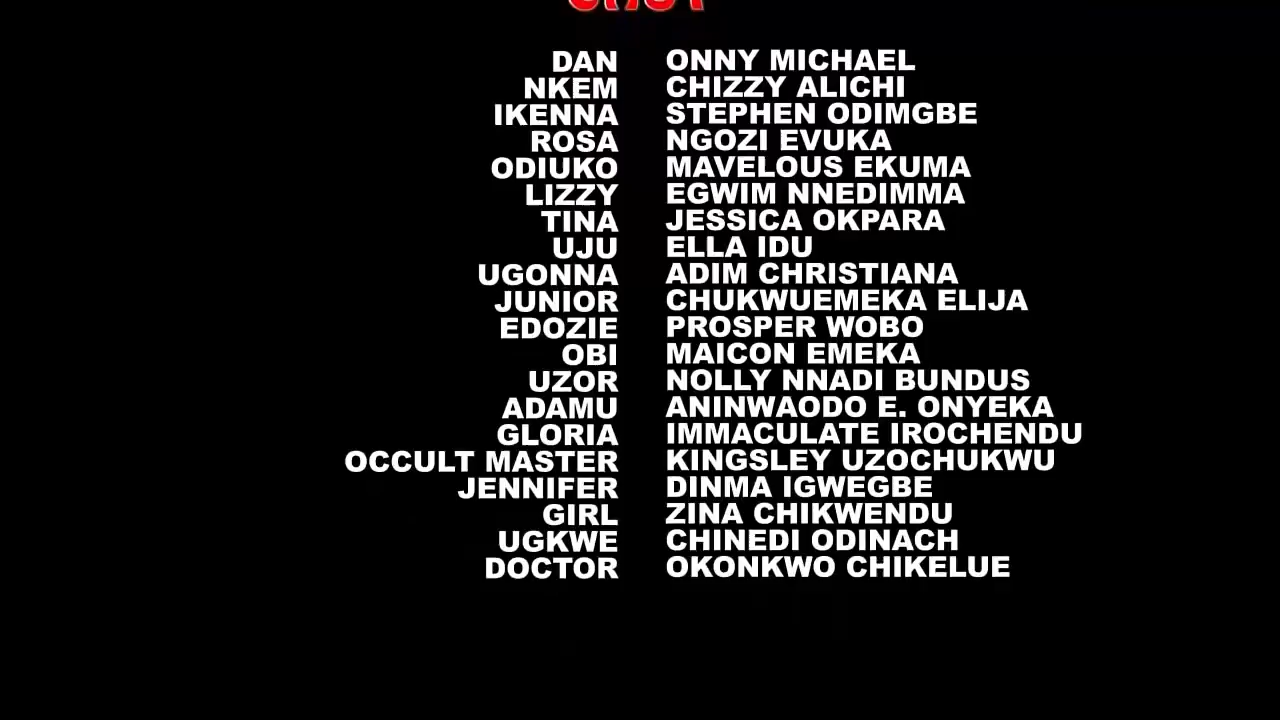 CAST
DAN ONNY MICHAEL
NKEM CHIZZY ALICHI
IKENNA STEPHEN ODIMGBE
ROSA NGOZI EVUKA
ODIUKO MAVELOUS EKUMA
LIZZY EGWIM NNEDIMMA
TINA JESSICA OKPARA
UJU ELLA IDU
UGONNA ADIM CHRISTIANA
JUNIOR CHUKWUEMEKA ELIJA
EDOZIE PROSPER WOBO
OBI MAICON EMEKA
UZOR NOLLY NNADI BUNDUS
ADAMU ANINWAODO E. ONYEKA
GLORIA IMMACULATE IROCHENDU
OCCULT MASTER KINGSLEY UZOCHUKWU
JENNIFER DINMA IGWEGBE
GIRL ZINA CHIKWENDU
UGKWE CHINEDI ODINACH
DOCTOR OKONKWO CHIKELUE